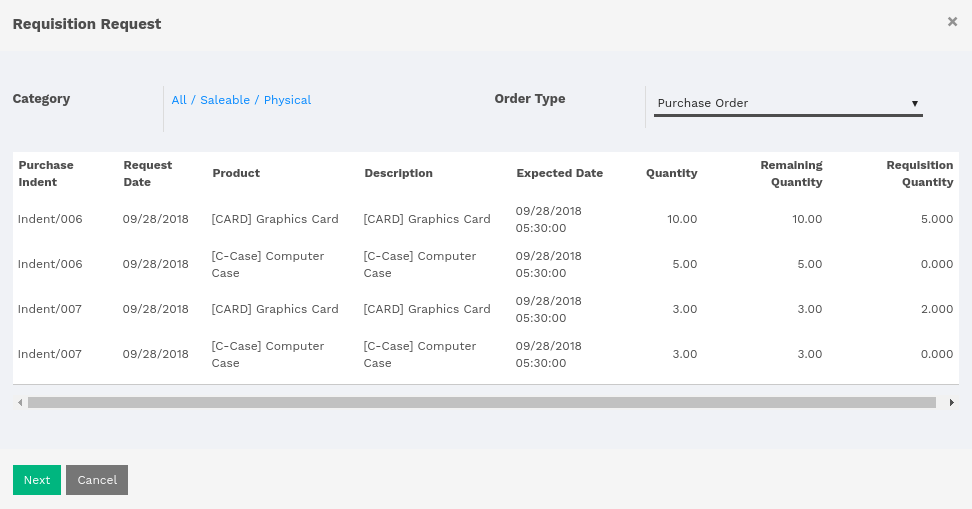 Requisition Request ×
Category All / Saleable / Physical Order Type Purchase Order ▼
Purchase Indent Request Date Product Description Expected Date Quantity Remaining Quantity Requisition Quantity
Indent/006 09/28/2018 [CARD] Graphics Card [CARD] Graphics Card 09/28/2018 05:30:00 10.00 10.00 5.000
Indent/006 09/28/2018 [C-Case] Computer Case [C-Case] Computer Case 09/28/2018 05:30:00 5.00 5.00 0.000
Indent/007 09/28/2018 [CARD] Graphics Card [CARD] Graphics Card 09/28/2018 05:30:00 3.00 3.00 2.000
Indent/007 09/28/2018 [C-Case] Computer Case [C-Case] Computer Case 09/28/2018 05:30:00 3.00 3.00 0.000
Next Cancel